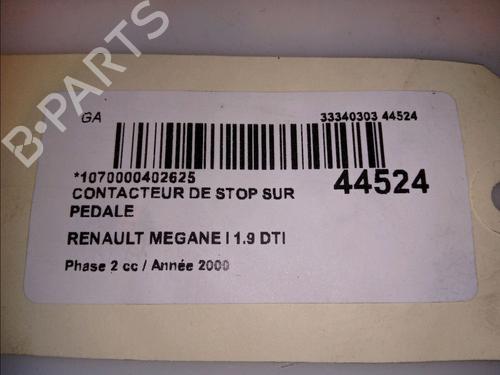 GA 33340303 44524
*1070000402625
CONTACTEUR DE STOP SUR
PEDALE
44524
RENAULT MEGANE I 1.9 DTI
Phase 2 cc / Année 2000
B-PARTS